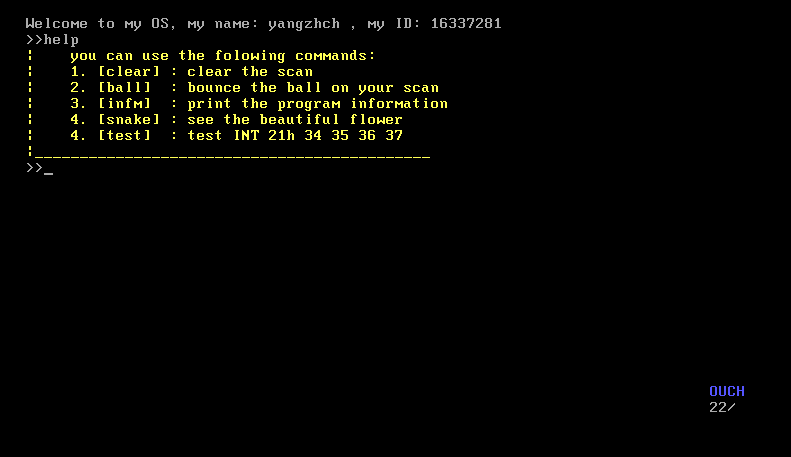 Welcome to my OS, my name: yangzhch , my ID: 16337281
>>help
¦    you can use the folowing commands:
¦    1. [clear] : clear the scan
¦    2. [ball]  : bounce the ball on your scan
¦    3. [infm]  : print the program information
¦    4. [snake] : see the beautiful flower
¦    4. [test]  : test INT 21h 34 35 36 37
¦____________________________________________
>>_
OUCH
22/